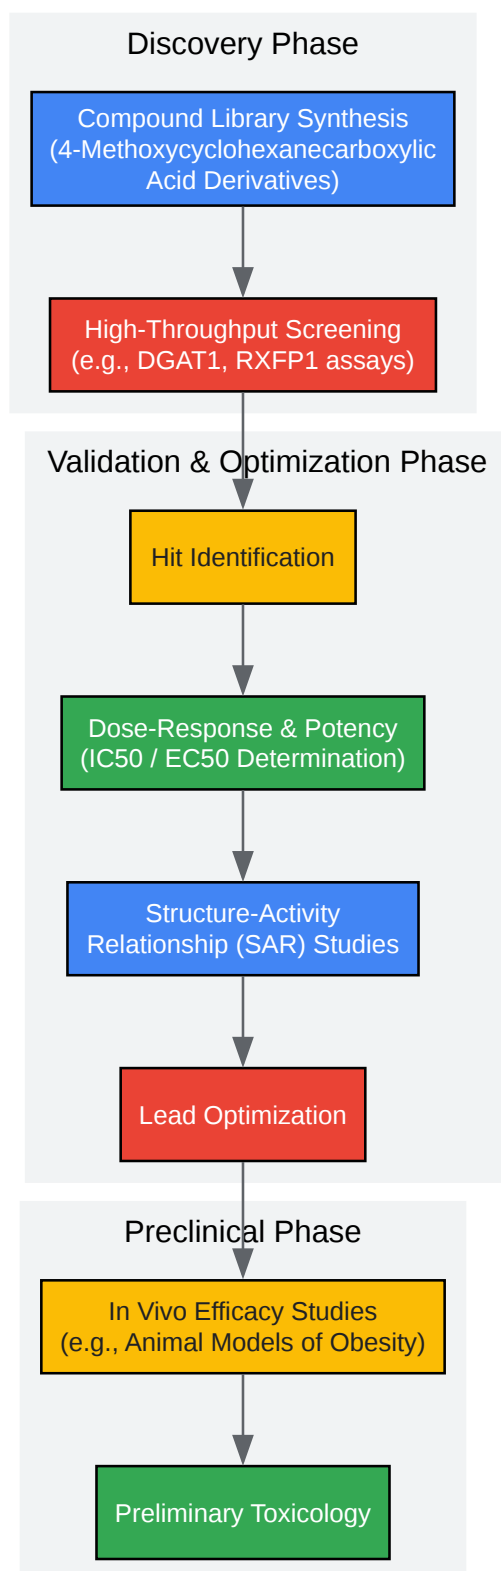 Discovery Phase
Compound Library Synthesis
(4-Methoxycyclohexanecarboxylic
Acid Derivatives)
High-Throughput Screening
(e.g., DGAT1, RXFP1 assays)
Validation & Optimization Phase
Hit Identification
Dose-Response & Potency
(IC50 / EC50 Determination)
Structure-Activity
Relationship (SAR) Studies
Lead Optimization
Preclinical Phase
In Vivo Efficacy Studies
(e.g., Animal Models of Obesity)
Preliminary Toxicology